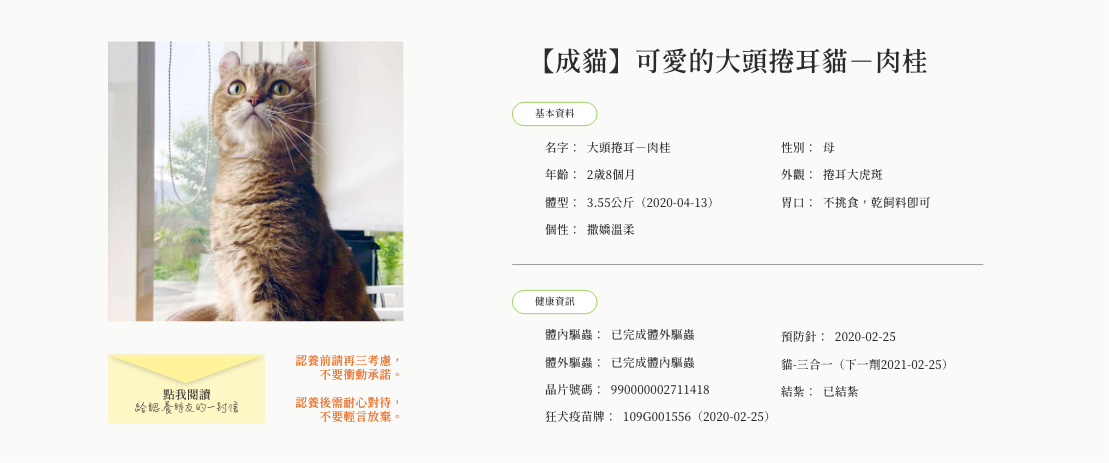 【成貓】可愛的大頭捲耳貓－肉桂
基本資料
名字： 大頭捲耳－肉桂
性別： 母
年齡： 2歲8個月
外觀： 捲耳大虎斑
體型： 3.55公斤（2020-04-13）
胃口： 不挑食，乾飼料即可
個性： 撒嬌溫柔
健康資訊
體內驅蟲： 已完成體外驅蟲
預防針： 2020-02-25
體外驅蟲： 已完成體內驅蟲
貓-三合一（下一劑2021-02-25）
晶片號碼： 990000002711418
結紮： 已結紮
狂犬疫苗牌： 109G001556（2020-02-25）
點我閱讀
給認養朋友的一封信
認養前請再三考慮，
不要衝動承諾。
認養後需耐心對待，
不要輕言放棄。